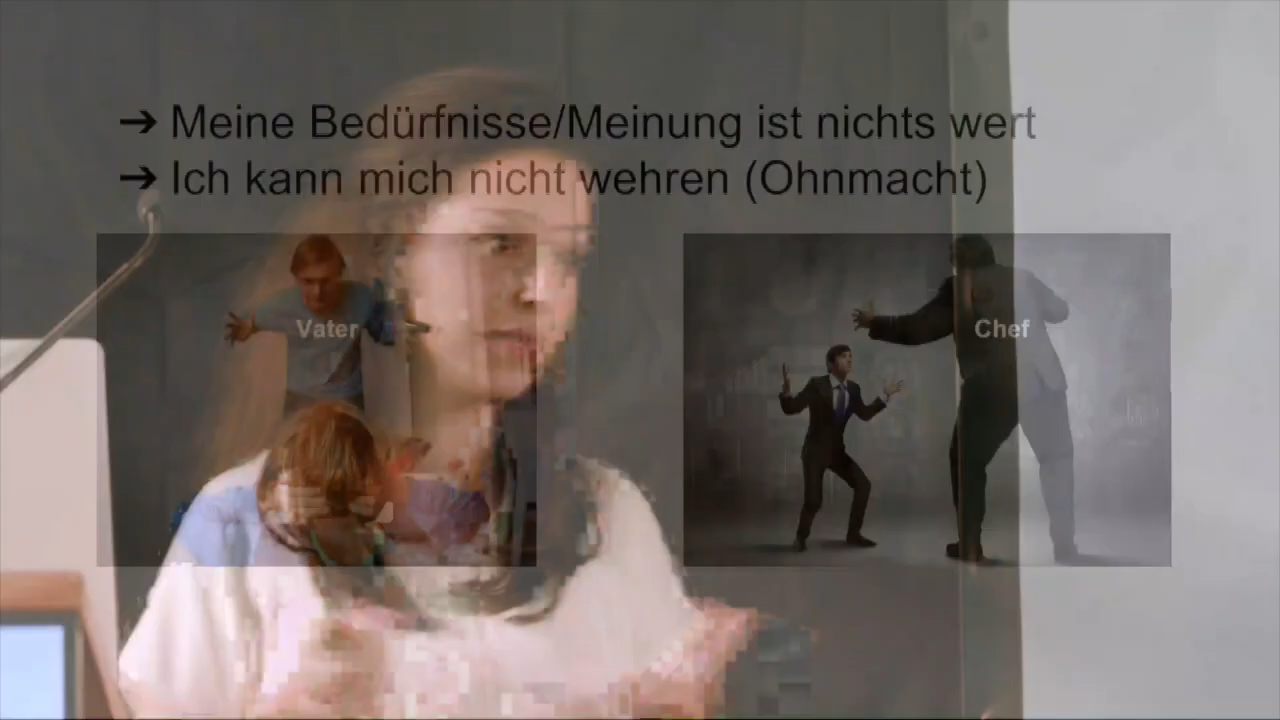 ➔ Meine Bedürfnisse/Meinung ist nichts wert
➔ Ich kann mich nicht wehren (Ohnmacht)
Vater
Chef